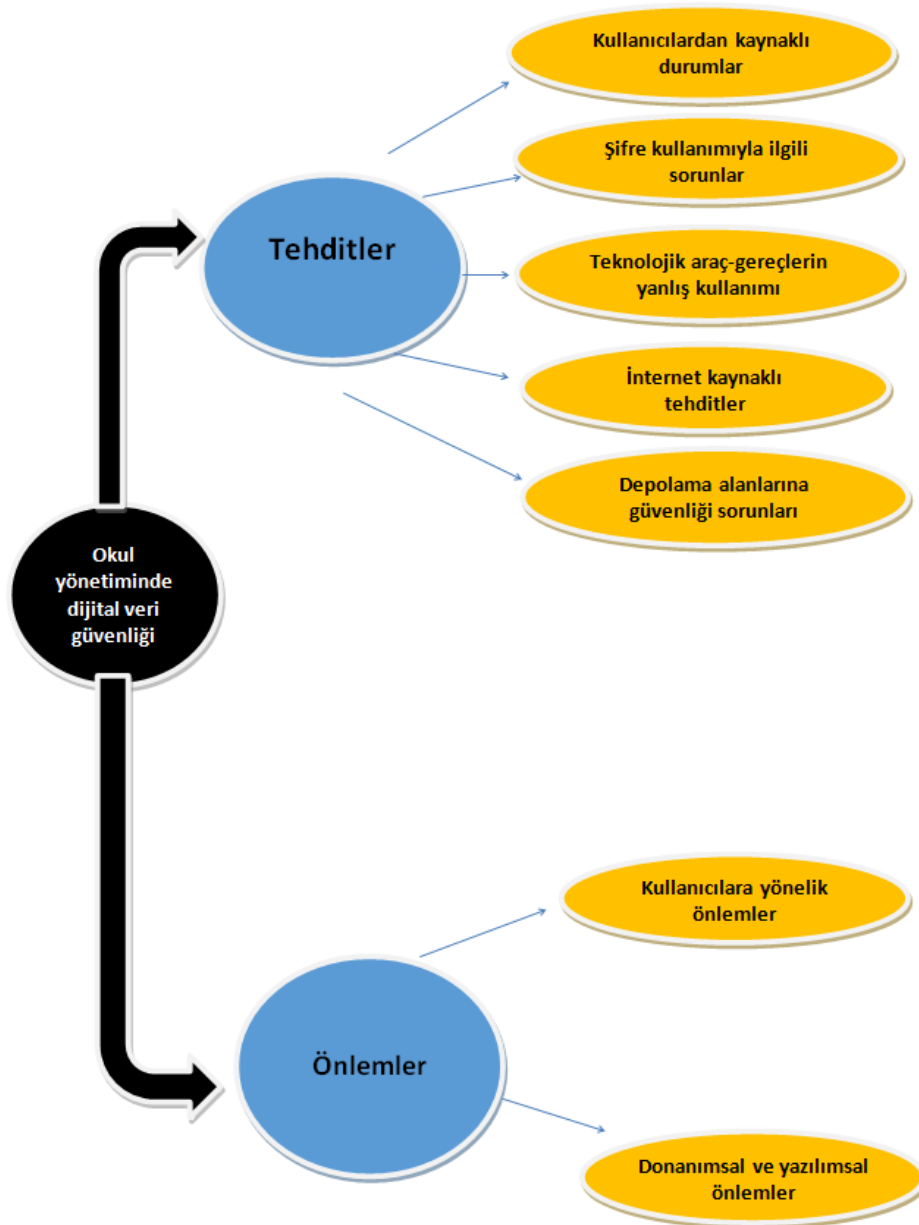 Kullanıcılardan kaynaklı
durumlar
Şifre kullanımıyla ilgili
sorunlar
Tehditler
Teknolojik araç-gereçlerin
yanlış kullanımı
İnternet kaynaklı
tehditler
Depolama alanlarına
güvenliği sorunları
Okul
yönetiminde
dijital veri
güvenliği
Kullanıcılara yönelik
önlemler
Önlemler
Donanımsal ve yazılımsal
önlemler